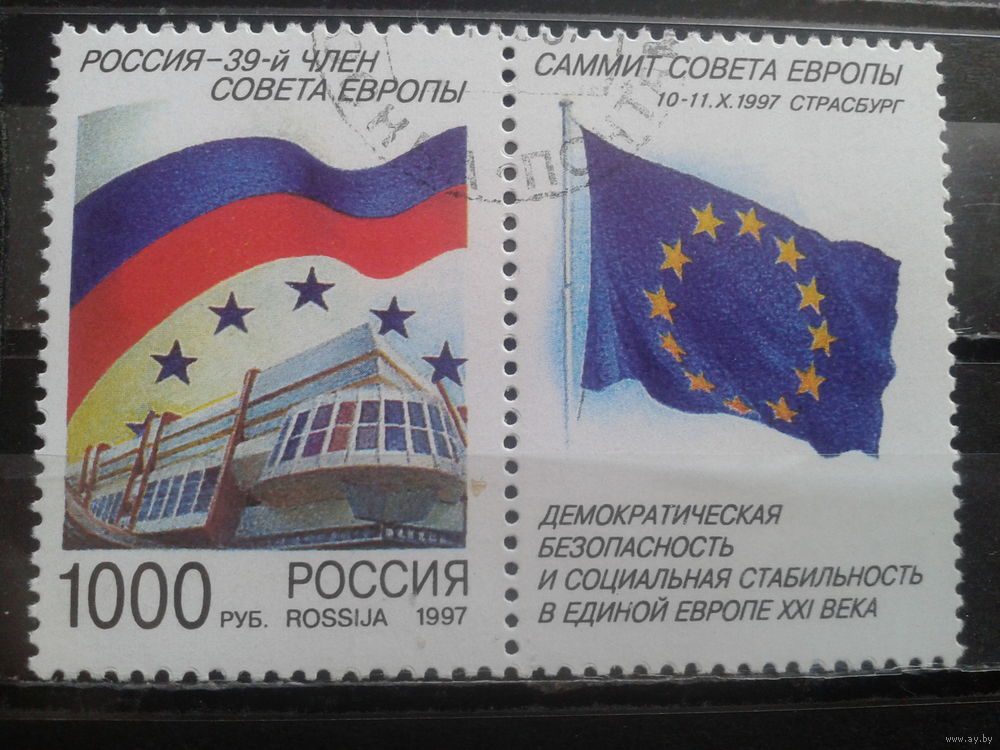 РОССИЯ-39-й ЧЛЕН
СОВЕТА ЕВРОПЫ
1000 РУБ.
РОССИЯ
ROSSIJA 1997
САММИТ СОВЕТА ЕВРОПЫ
10-11.X.1997 СТРАСБУРГ
ДЕМОКРАТИЧЕСКАЯ
БЕЗОПАСНОСТЬ
И СОЦИАЛЬНАЯ СТАБИЛЬНОСТЬ
В ЕДИНОЙ ЕВРОПЕ XXI ВЕКА
www.ay.by